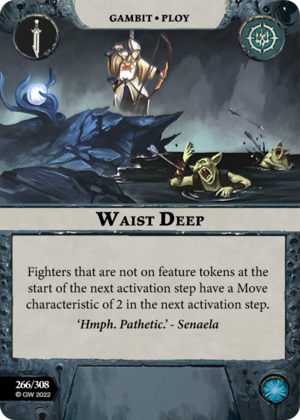 GAMBIT • PLOY
WAIST DEEP
Fighters that are not on feature tokens at the
start of the next activation step have a Move
characteristic of 2 in the next activation step.
‘Hmph. Pathetic.’ - Senaela
266/308
© GW 2022